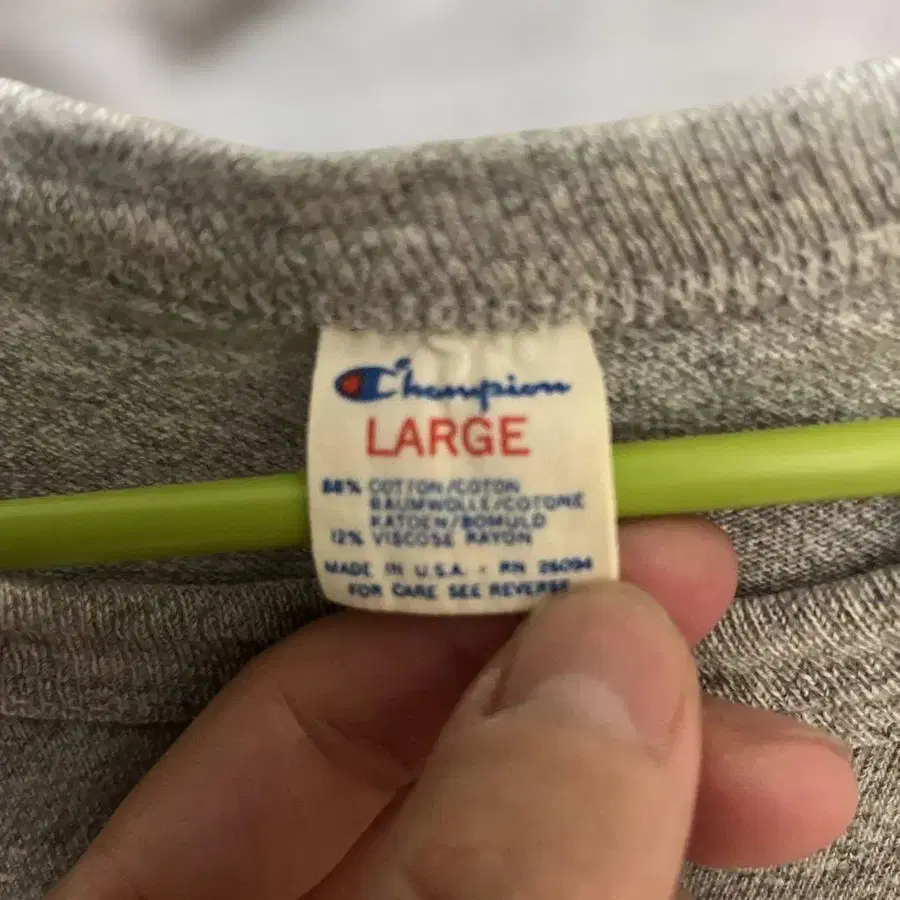 Champion
LARGE
88% COTTON/COTON
BAUMWOLLE/COTONE
KATOEN/BOMULD
12% VISCOSE RAYON
MADE IN U.S.A. - RN 26094
FOR CARE SEE REVERSE